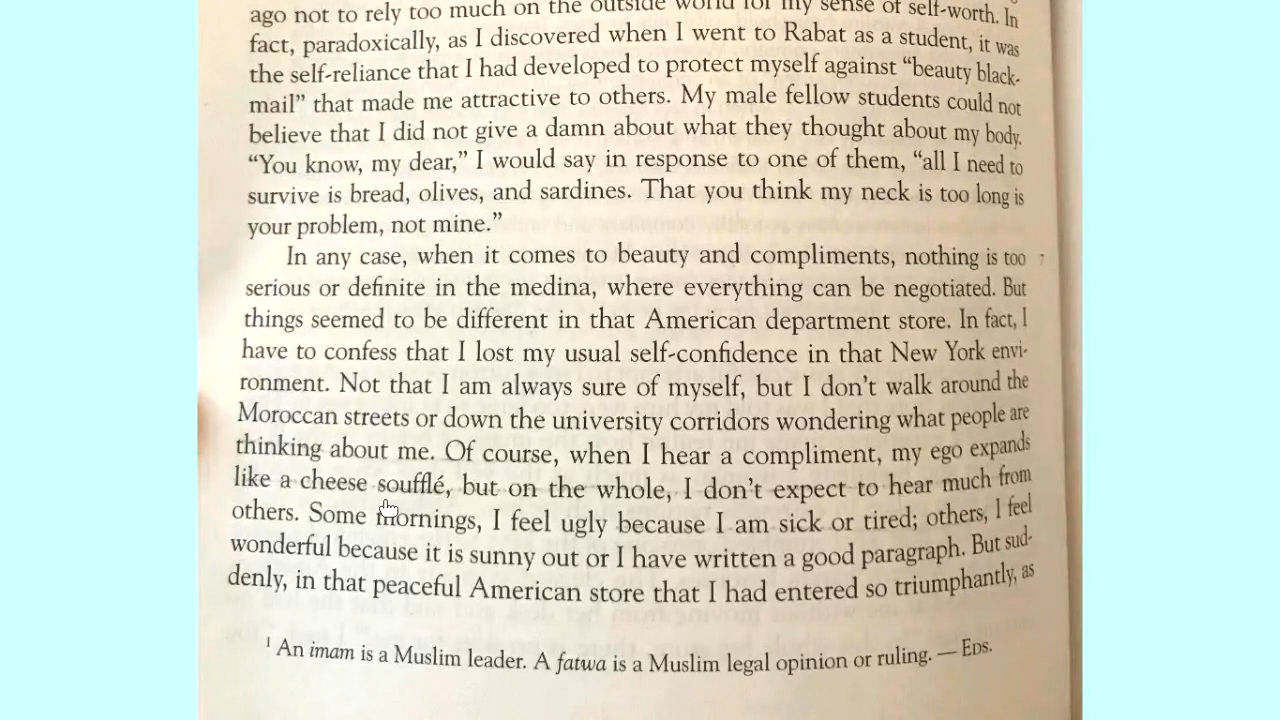 ago not to rely too much on the outside world for my sense of self-worth. In
fact, paradoxically, as I discovered when I went to Rabat as a student, it was
the self-reliance that I had developed to protect myself against “beauty black-
mail” that made me attractive to others. My male fellow students could not
believe that I did not give a damn about what they thought about my body.
“You know, my dear,” I would say in response to one of them, “all I need to
survive is bread, olives, and sardines. That you think my neck is too long is
your problem, not mine.”
In any case, when it comes to beauty and compliments, nothing is too
serious or definite in the medina, where everything can be negotiated. But
things seemed to be different in that American department store. In fact, I
have to confess that I lost my usual self-confidence in that New York envi-
ronment. Not that I am always sure of myself, but I don’t walk around the
Moroccan streets or down the university corridors wondering what people are
thinking about me. Of course, when I hear a compliment, my ego expands
like a cheese soufflé, but on the whole, I don’t expect to hear much from
others. Some mornings, I feel ugly because I am sick or tired; others, I feel
wonderful because it is sunny out or I have written a good paragraph. But sud-
denly, in that peaceful American store that I had entered so triumphantly, as
1 An imam is a Muslim leader. A fatwa is a Muslim legal opinion or ruling. — EDS.